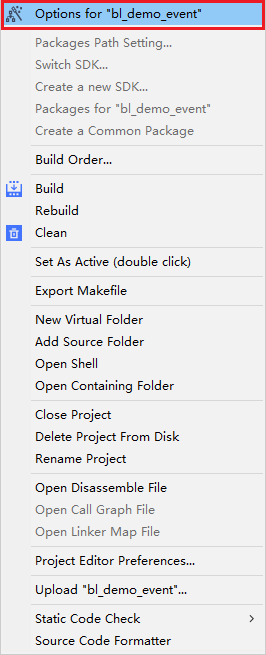 Options for "bl_demo_event"
Packages Path Setting...
Switch SDK...
Create a new SDK...
Packages for "bl_demo_event"
Create a Common Package
Build Order...
Build
Rebuild
Clean
Set As Active (double click)
Export Makefile
New Virtual Folder
Add Source Folder
Open Shell
Open Containing Folder
Close Project
Delete Project From Disk
Rename Project
Open Disassemble File
Open Call Graph File
Open Linker Map File
Project Editor Preferences...
Upload "bl_demo_event"...
Static Code Check
Source Code Formatter